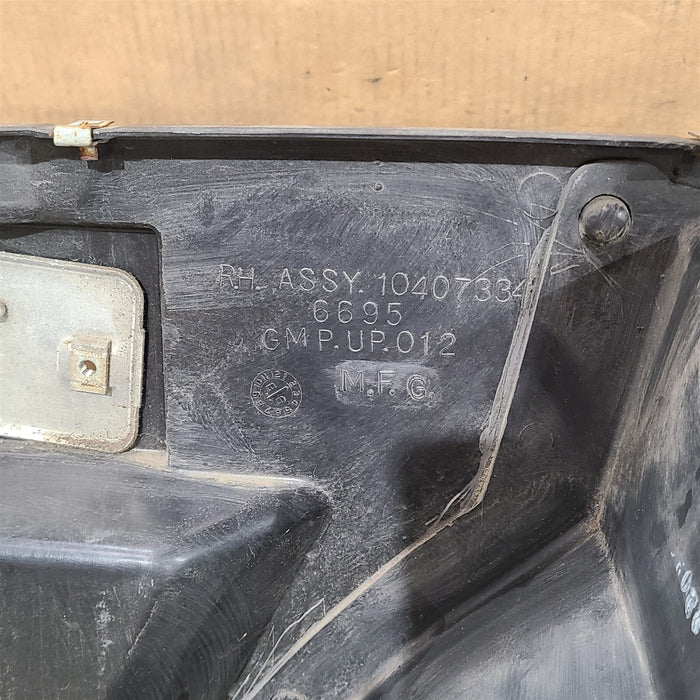 RH. ASSY. 10407334
6695
GMP.UP.012
M.F.G.